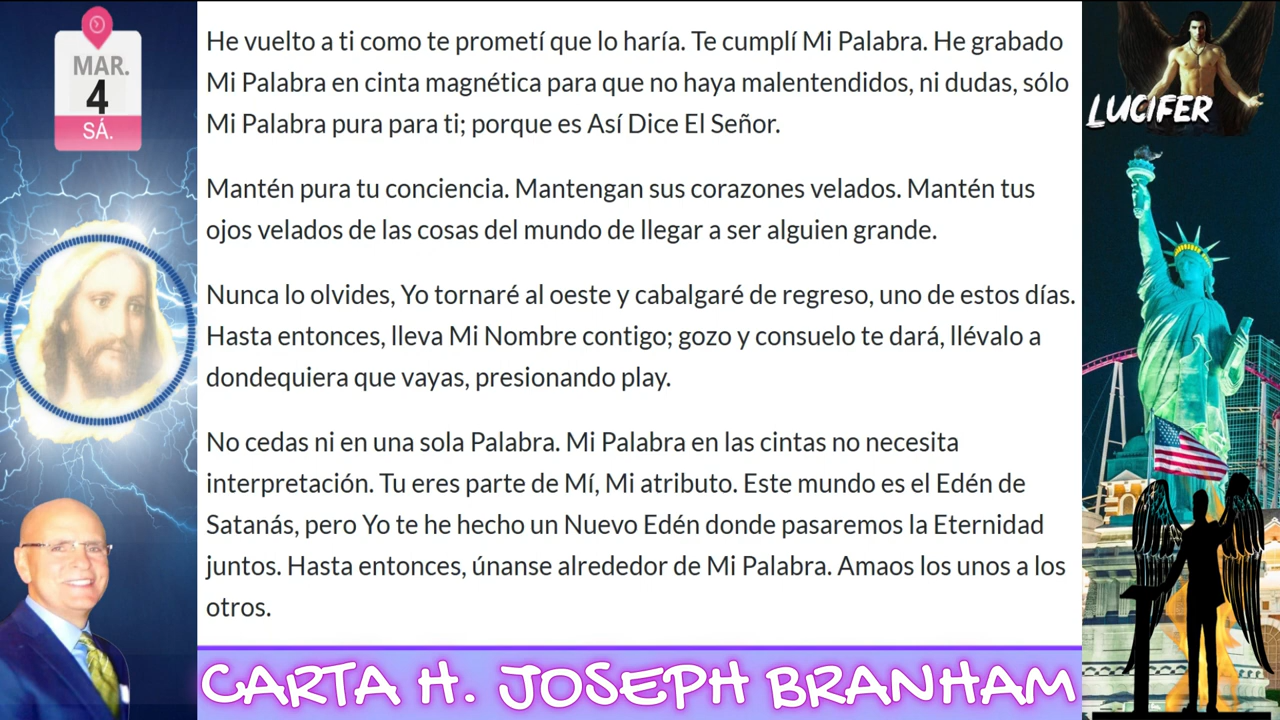 MAR.
4
SÁ.
He vuelto a ti como te prometí que lo haría. Te cumplí Mi Palabra. He grabado
Mi Palabra en cinta magnética para que no haya malentendidos, ni dudas, sólo
Mi Palabra pura para ti; porque es Así Dice El Señor.
Mantén pura tu conciencia. Mantengan sus corazones velados. Mantén tus
ojos velados de las cosas del mundo de llegar a ser alguien grande.
Nunca lo olvides, Yo tornaré al oeste y cabalgaré de regreso, uno de estos días.
Hasta entonces, lleva Mi Nombre contigo; gozo y consuelo te dará, llévalo a
dondequiera que vayas, presionando play.
No cedas ni en una sola Palabra. Mi Palabra en las cintas no necesita
interpretación. Tu eres parte de Mí, Mi atributo. Este mundo es el Edén de
Satanás, pero Yo te he hecho un Nuevo Edén donde pasaremos la Eternidad
juntos. Hasta entonces, únanse alrededor de Mi Palabra. Amaos los unos a los
otros.
LUCIFER
CARTA H. JOSEPH BRANHAM